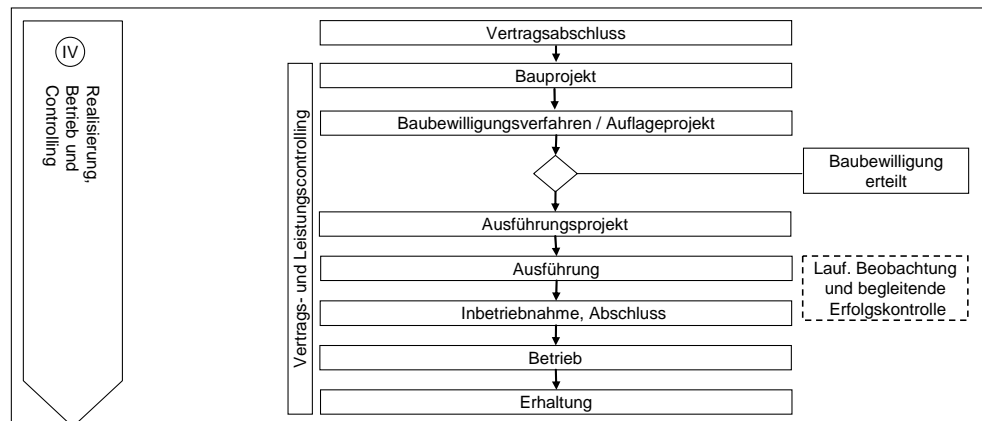 IV
Realisierung,
Betrieb und
Controlling
Vertrags- und Leistungscontrolling
Vertragsabschluss
Bauprojekt
Baubewilligungsverfahren / Auflageprojekt
Baubewilligung
erteilt
Ausführungsprojekt
Ausführung
Lauf. Beobachtung
und begleitende
Erfolgskontrolle
Inbetriebnahme, Abschluss
Betrieb
Erhaltung